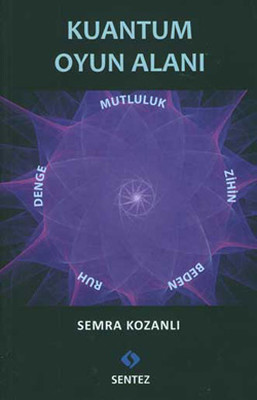 KUANTUM
OYUN ALANI
MUTLULUK
DENGE
ZİHİN
RUH
BEDEN
SEMRA KOZANLI
SENTEZ